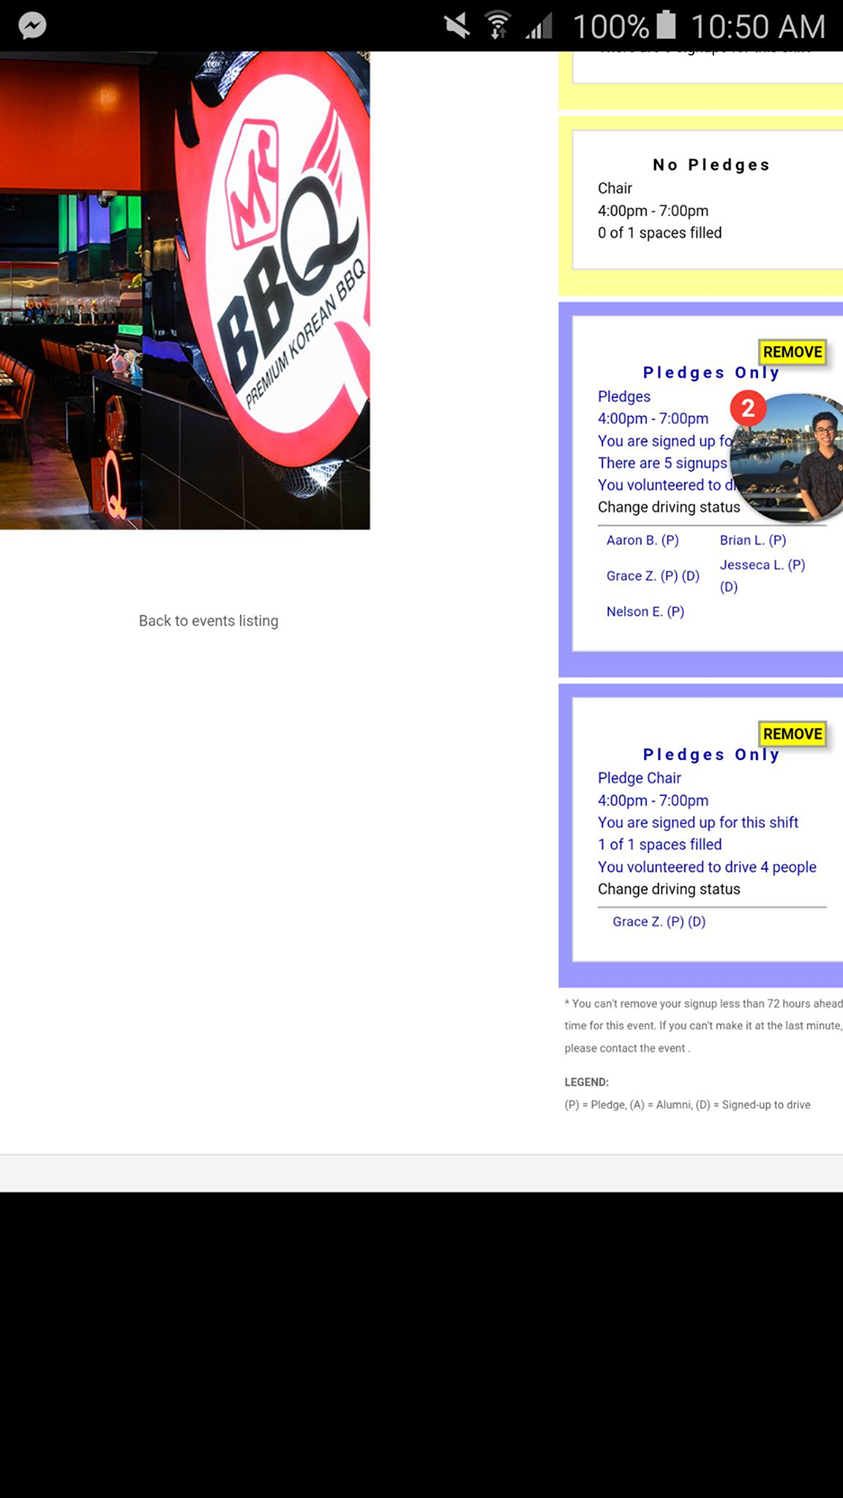 100% 10:50 AM
MC
BBQ
PREMIUM KOREAN BBQ
Q
Back to events listing
No Pledges
Chair
4:00pm - 7:00pm
0 of 1 spaces filled
REMOVE
Pledges Only
Pledges
4:00pm - 7:00pm
2
You are signed up fo
There are 5 signups
You volunteered to
Change driving status
Aaron B. (P) Brian L. (P)
Grace Z. (P) (D) Jesseca L. (P)
(D)
Nelson E. (P)
REMOVE
Pledges Only
Pledge Chair
4:00pm - 7:00pm
You are signed up for this shift
1 of 1 spaces filled
You volunteered to drive 4 people
Change driving status
Grace Z. (P) (D)
* You can't remove your signup less than 72 hours ahead
time for this event. If you can't make it at the last minute,
please contact the event .
LEGEND:
(P) = Pledge, (A) = Alumni, (D) = Signed-up to drive